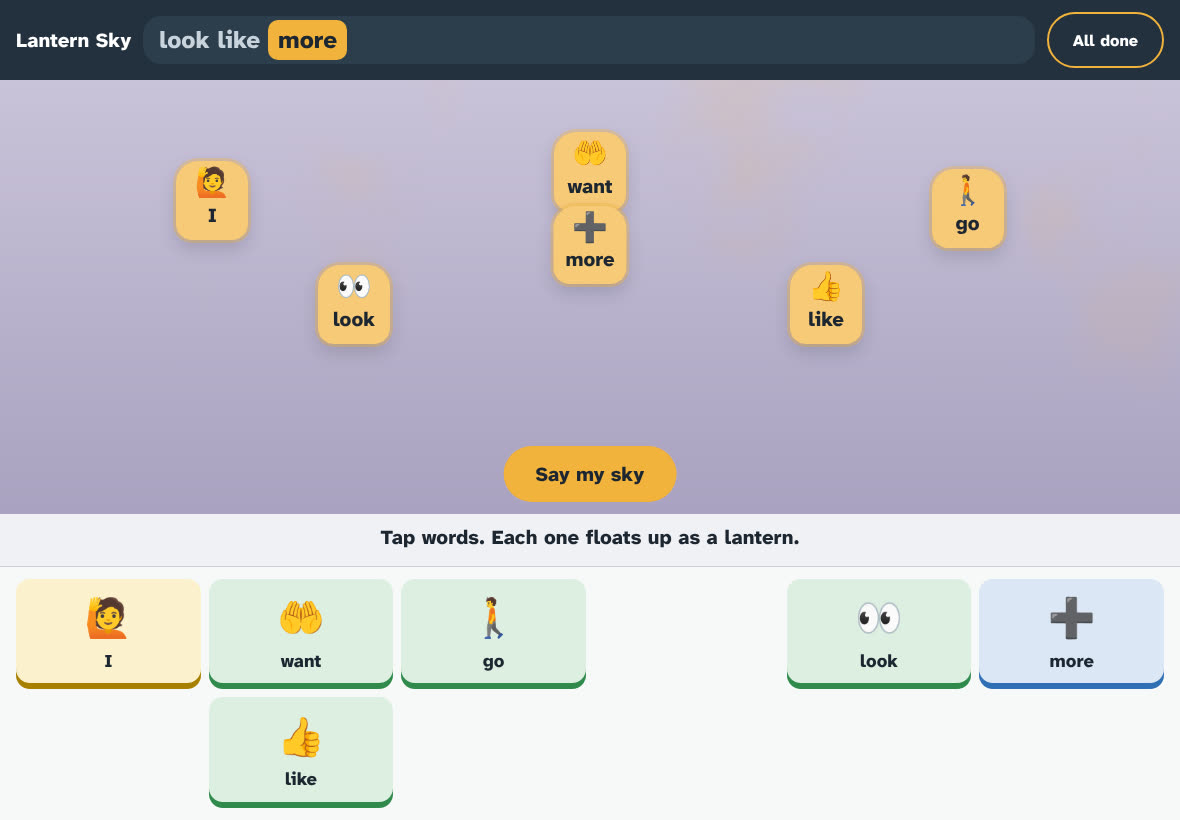 Lantern Sky look like more All done
want
I
go
more
look
like
Say my sky
Tap words. Each one floats up as a lantern.
I want go look more
like